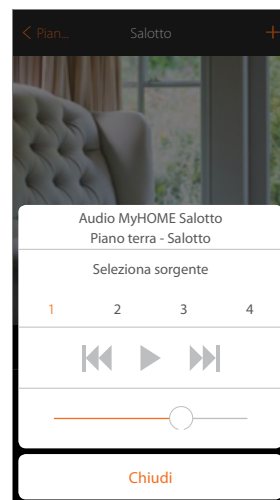 Pian... Salotto
Audio MyHOME Salotto
Piano terra - Salotto
Seleziona sorgente
1 2 3 4
Chiudi